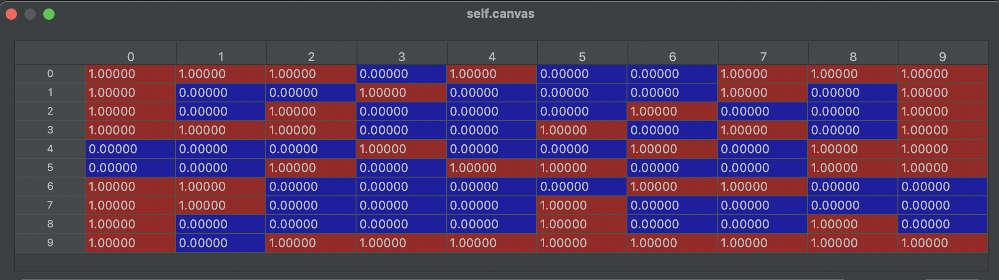 self.canvas
0 1 2 3 4 5 6 7 8 9
0 1.00000 1.00000 1.00000 0.00000 1.00000 0.00000 0.00000 1.00000 1.00000 1.00000
1 1.00000 0.00000 0.00000 1.00000 0.00000 0.00000 0.00000 1.00000 0.00000 1.00000
2 1.00000 0.00000 1.00000 0.00000 0.00000 0.00000 1.00000 0.00000 0.00000 1.00000
3 1.00000 1.00000 1.00000 0.00000 0.00000 1.00000 0.00000 1.00000 0.00000 1.00000
4 0.00000 0.00000 0.00000 1.00000 0.00000 0.00000 1.00000 0.00000 1.00000 1.00000
5 0.00000 0.00000 1.00000 0.00000 1.00000 1.00000 0.00000 0.00000 1.00000 1.00000
6 1.00000 1.00000 0.00000 0.00000 0.00000 0.00000 1.00000 1.00000 0.00000 0.00000
7 1.00000 1.00000 0.00000 0.00000 0.00000 1.00000 0.00000 0.00000 0.00000 0.00000
8 1.00000 0.00000 0.00000 0.00000 0.00000 1.00000 0.00000 0.00000 1.00000 0.00000
9 1.00000 0.00000 1.00000 1.00000 1.00000 1.00000 1.00000 1.00000 1.00000 1.00000